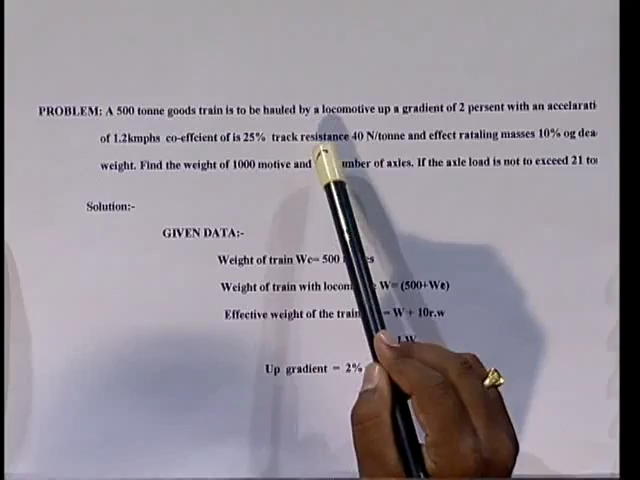 PROBLEM: A 500 tonne goods train is to be hauled by a locomotive up a gradient of 2 persent with an accelarati
of 1.2kmphs co-effcient of is 25% track resistance 40 N/tonne and effect rataling masses 10% og dea
weight. Find the weight of 1000 motive and umber of axles. If the axle load is not to exceed 21 to
Solution:-
GIVEN DATA:-
Weight of train Wc= 500 es
Weight of train with locom W= (500+We)
Effective weight of the train = W + 10r.w
1.W
Up gradient = 2%